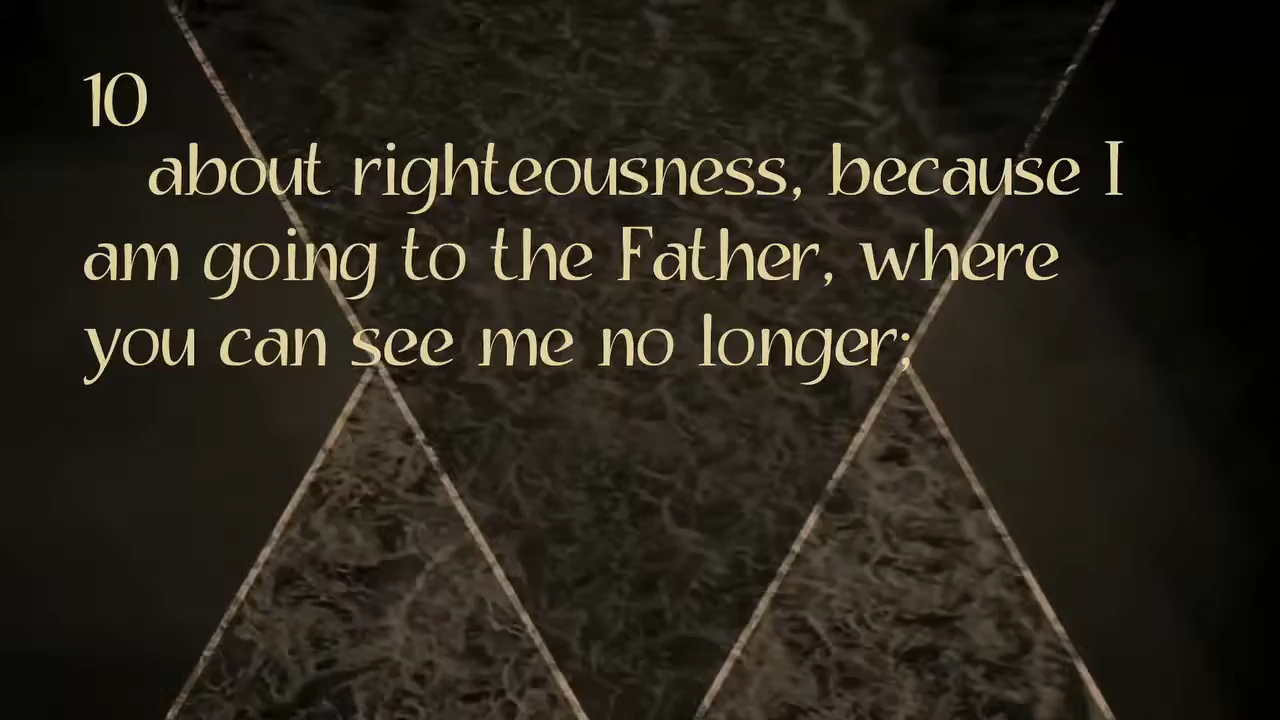 10
about righteousness, because I
am going to the Father, where
you can see me no longer;